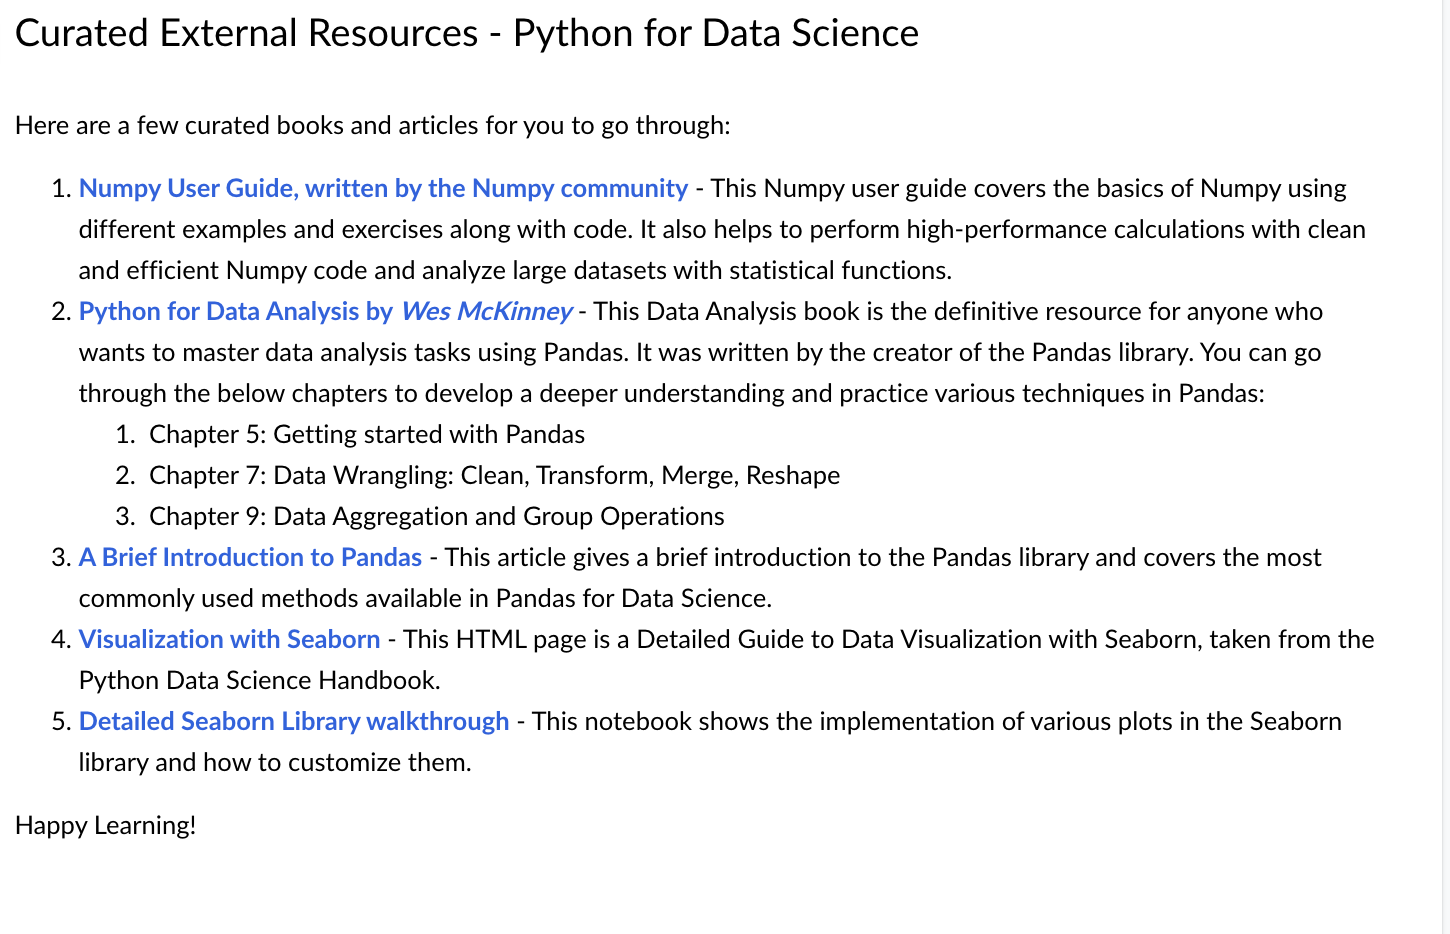 Curated External Resources - Python for Data Science
Here are a few curated books and articles for you to go through:
1. Numpy User Guide, written by the Numpy community - This Numpy user guide covers the basics of Numpy using
different examples and exercises along with code. It also helps to perform high-performance calculations with clean
and efficient Numpy code and analyze large datasets with statistical functions.
2. Python for Data Analysis by Wes McKinney - This Data Analysis book is the definitive resource for anyone who
wants to master data analysis tasks using Pandas. It was written by the creator of the Pandas library. You can go
through the below chapters to develop a deeper understanding and practice various techniques in Pandas:
1. Chapter 5: Getting started with Pandas
2. Chapter 7: Data Wrangling: Clean, Transform, Merge, Reshape
3. Chapter 9: Data Aggregation and Group Operations
3. A Brief Introduction to Pandas - This article gives a brief introduction to the Pandas library and covers the most
commonly used methods available in Pandas for Data Science.
4. Visualization with Seaborn - This HTML page is a Detailed Guide to Data Visualization with Seaborn, taken from the
Python Data Science Handbook.
5. Detailed Seaborn Library walkthrough - This notebook shows the implementation of various plots in the Seaborn
library and how to customize them.
Happy Learning!